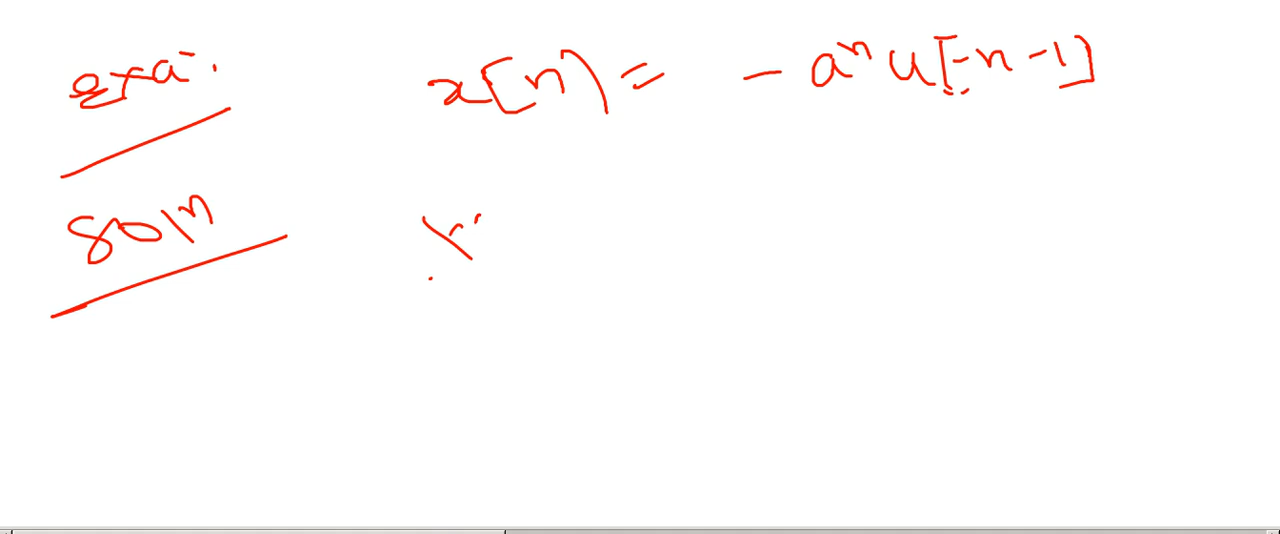 exa: x[n] = - aⁿ u[-n-1]
solⁿ